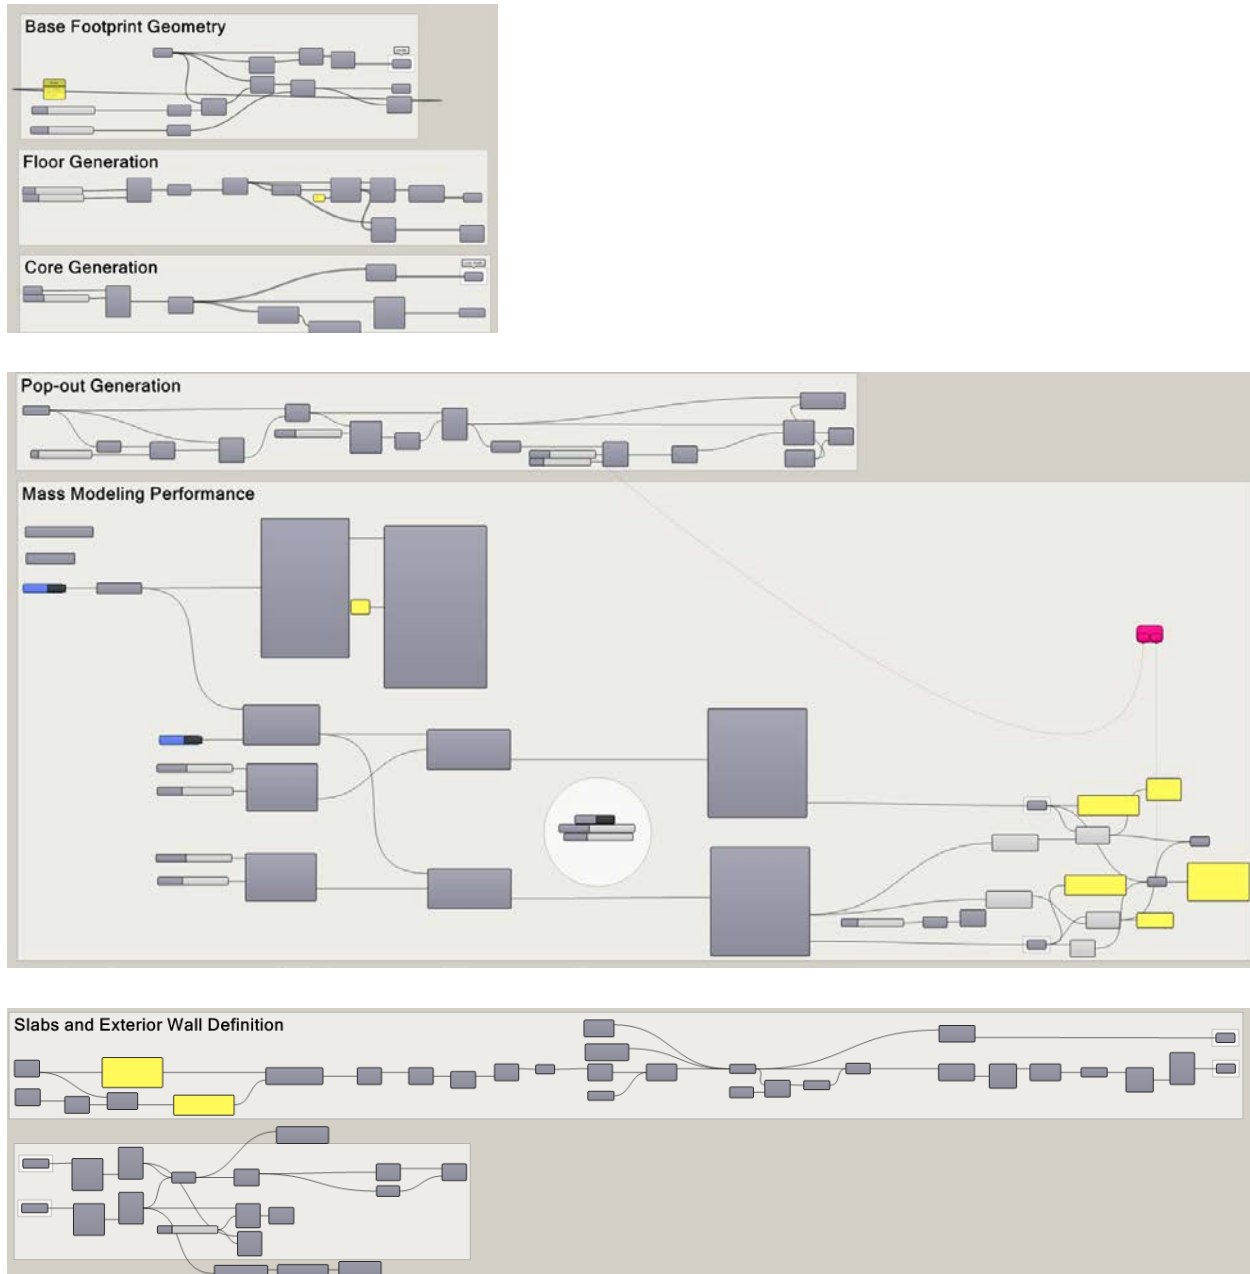 Base Footprint Geometry
Floor Generation
Core Generation
Pop-out Generation
Mass Modeling Performance
Slabs and Exterior Wall Definition